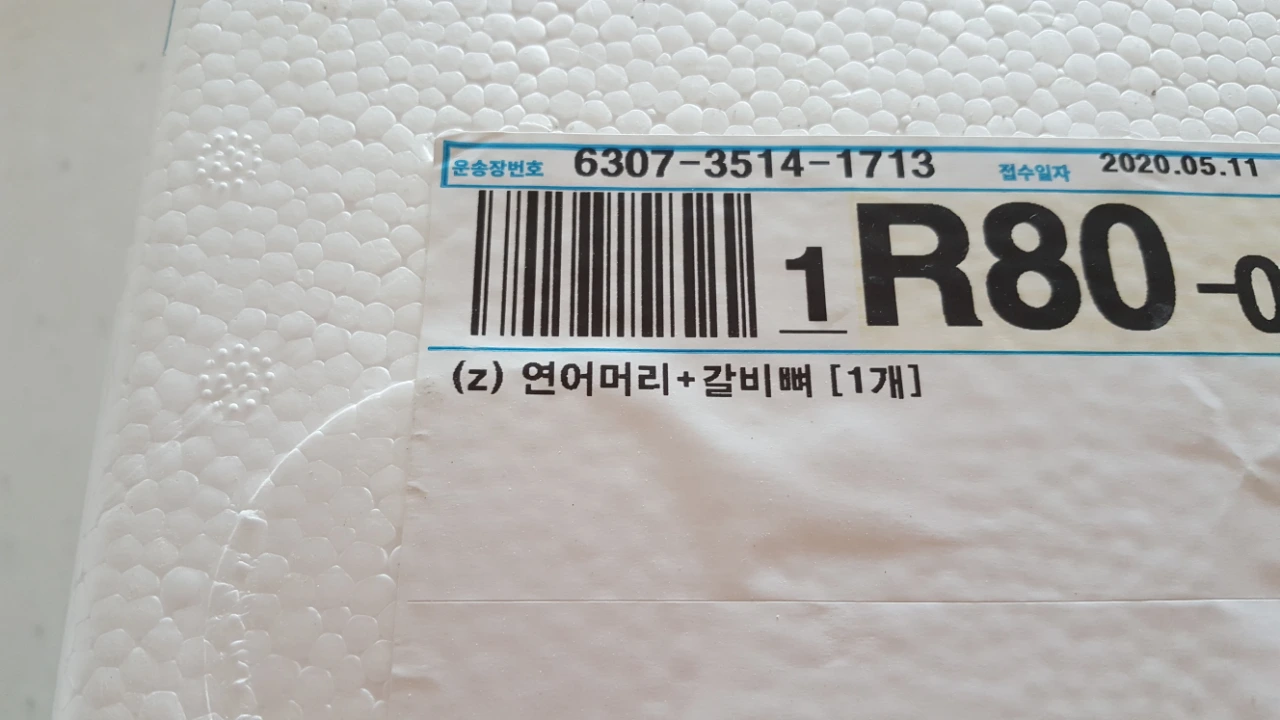 운송장번호 6307-3514-1713 접수일자 2020.05.11
1 R80 -0
(z) 연어머리+갈비뼈 [1개]